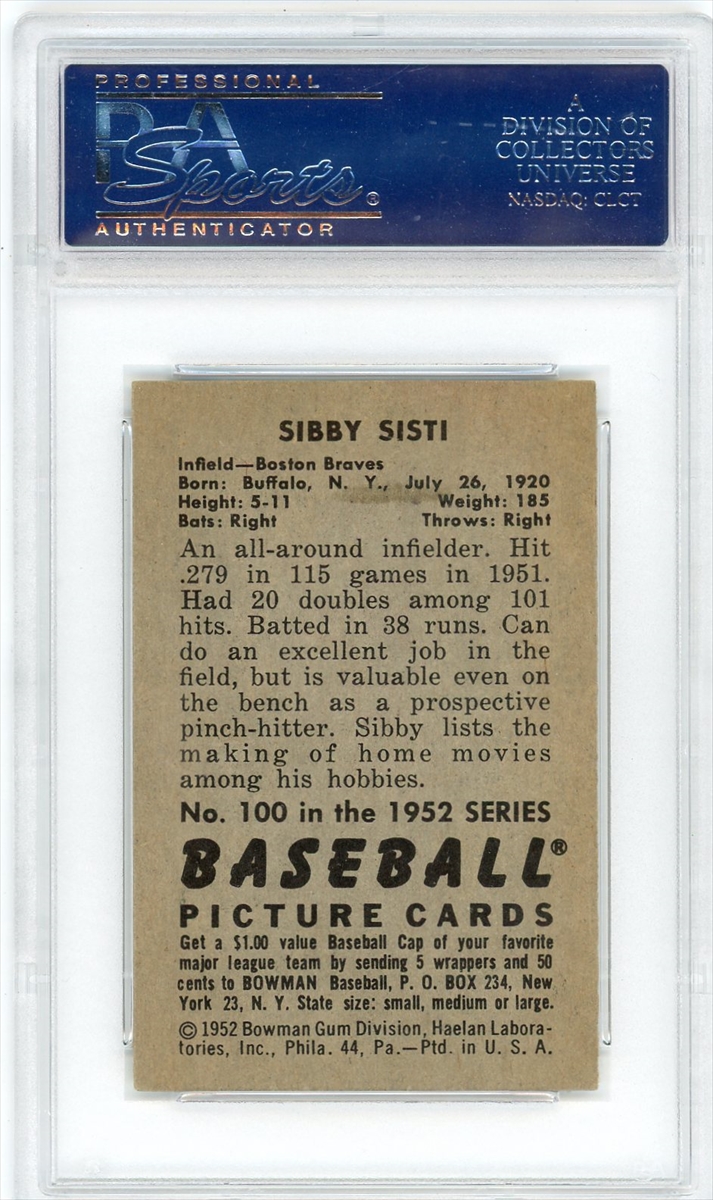 PROFESSIONAL
PSA
Sports®
AUTHENTICATOR
A
DIVISION OF
COLLECTORS
UNIVERSE
NASDAQ: CLCT
SIBBY SISTI
Infield—Boston Braves
Born: Buffalo, N. Y., July 26, 1920
Height: 5-11 Weight: 185
Bats: Right Throws: Right
An all-around infielder. Hit
.279 in 115 games in 1951.
Had 20 doubles among 101
hits. Batted in 38 runs. Can
do an excellent job in the
field, but is valuable even on
the bench as a prospective
pinch-hitter. Sibby lists the
making of home movies
among his hobbies.
No. 100 in the 1952 SERIES
BASEBALL®
PICTURE CARDS
Get a $1.00 value Baseball Cap of your favorite
major league team by sending 5 wrappers and 50
cents to BOWMAN Baseball, P. O. BOX 234, New
York 23, N. Y. State size: small, medium or large.
© 1952 Bowman Gum Division, Haelan Labora-
tories, Inc., Phila. 44, Pa.—Ptd. in U. S. A.